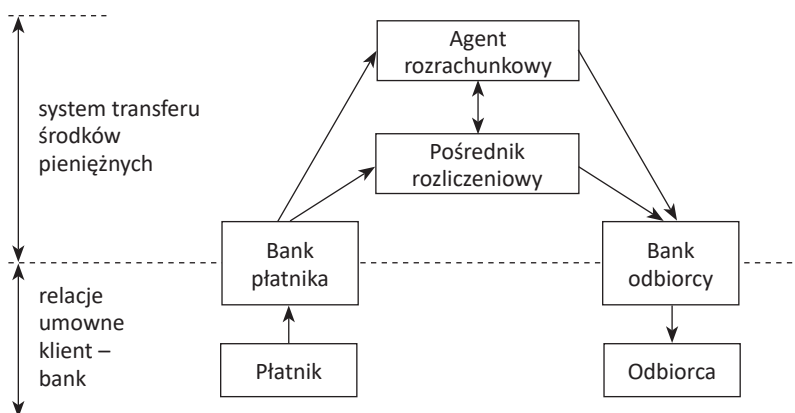 Agent
rozrachunkowy
system transferu
środków
pieniężnych
Pośrednik
rozliczeniowy
Bank
płatnika
Bank
odbiorcy
relacje
umowne
klient –
bank
Płatnik
Odbiorca